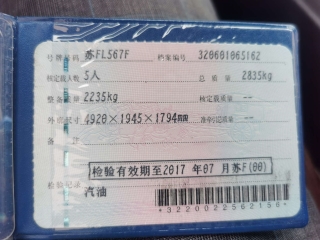 号牌号码 苏FL567F 档案编号 320601065162
核定载人数 5人 总质量 2835kg
整备质量 2235kg 核定载质量 --
外廓尺寸 4920×1945×1794mm 准牵引总质量 --
备注
检验有效期至2017 年07 月苏F(00)
检验记录
汽油
*3220022562156*